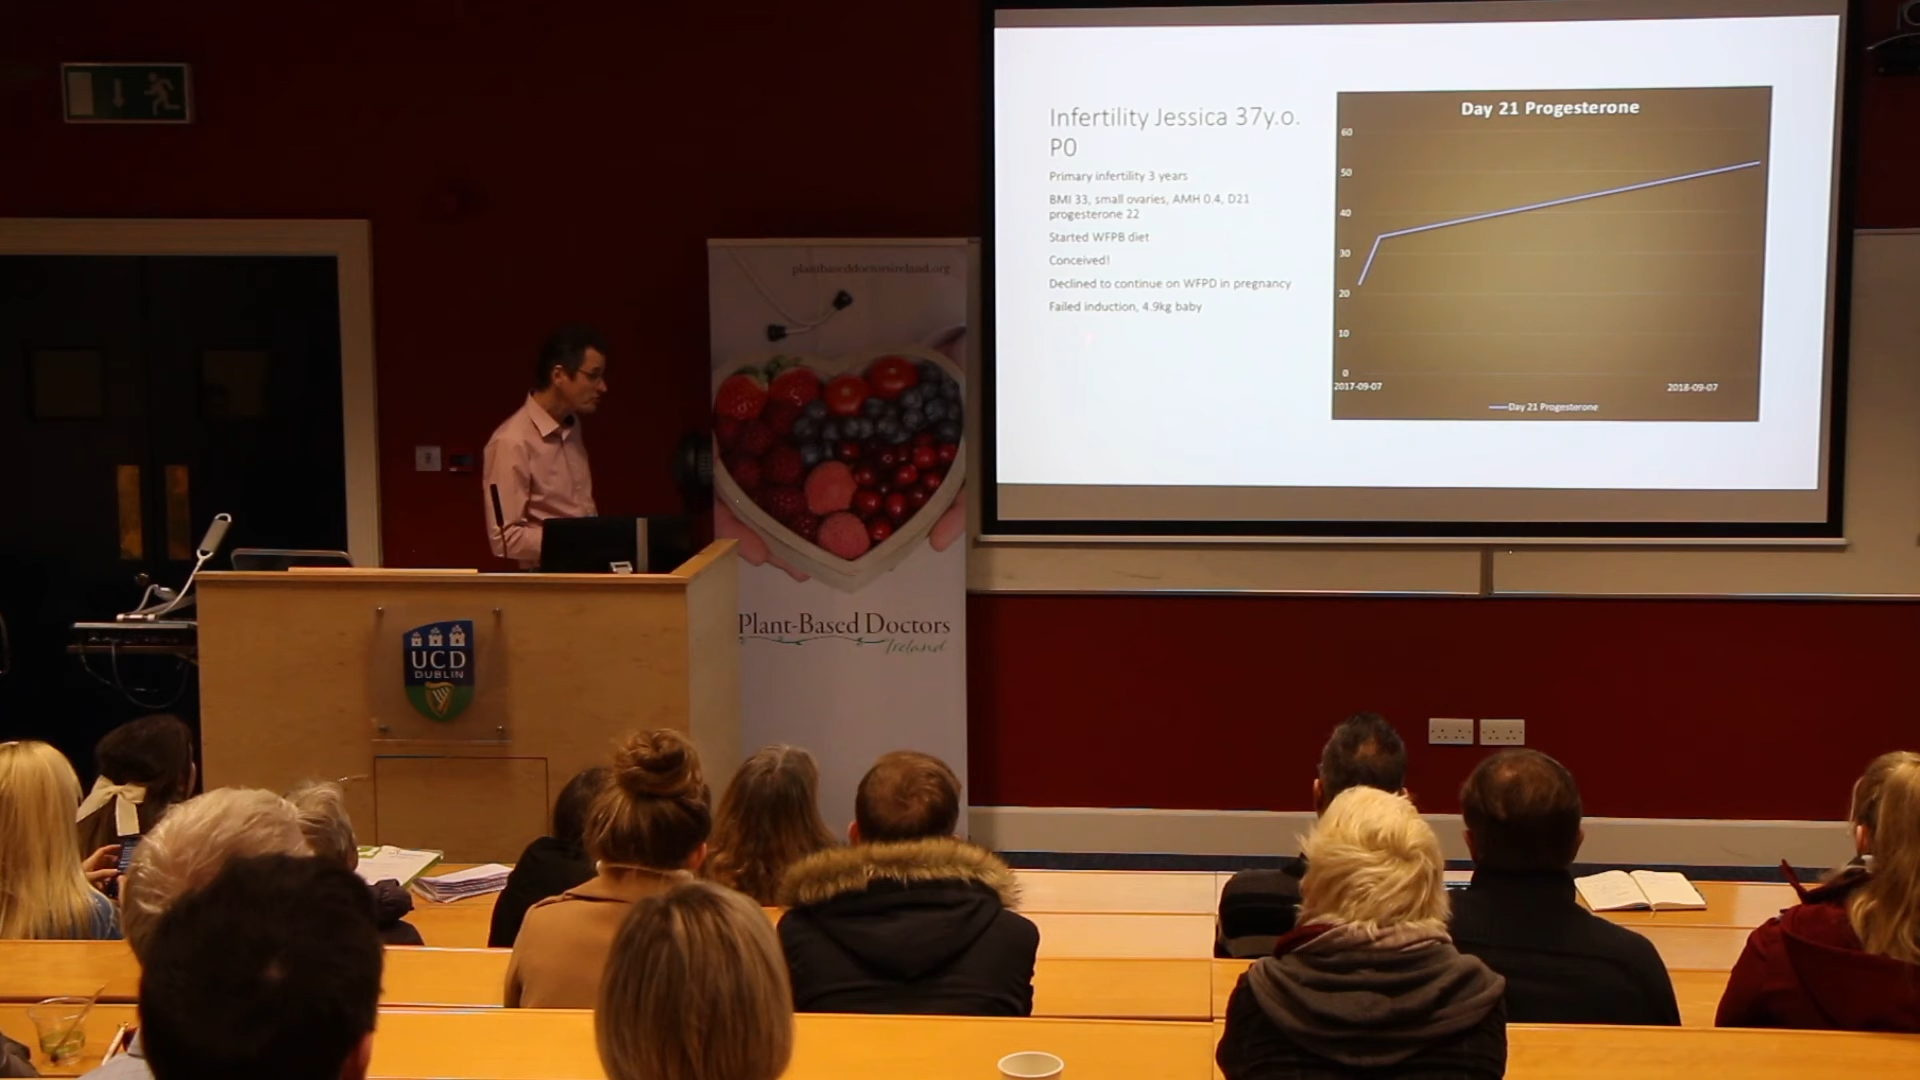 plantbaseddoctorsireland.org
Plant-Based Doctors
Ireland
UCD
DUBLIN
Infertility Jessica 37y.o.
P0
Primary infertility 3 years
BMI 33, small ovaries, AMH 0.4, D21
progesterone 22
Started WFPB diet
Conceived!
Declined to continue on WFPD in pregnancy
Failed induction, 4.9kg baby
Day 21 Progesterone
60
50
40
30
20
10
0
2017-09-07
2018-09-07
Day 21 Progesterone